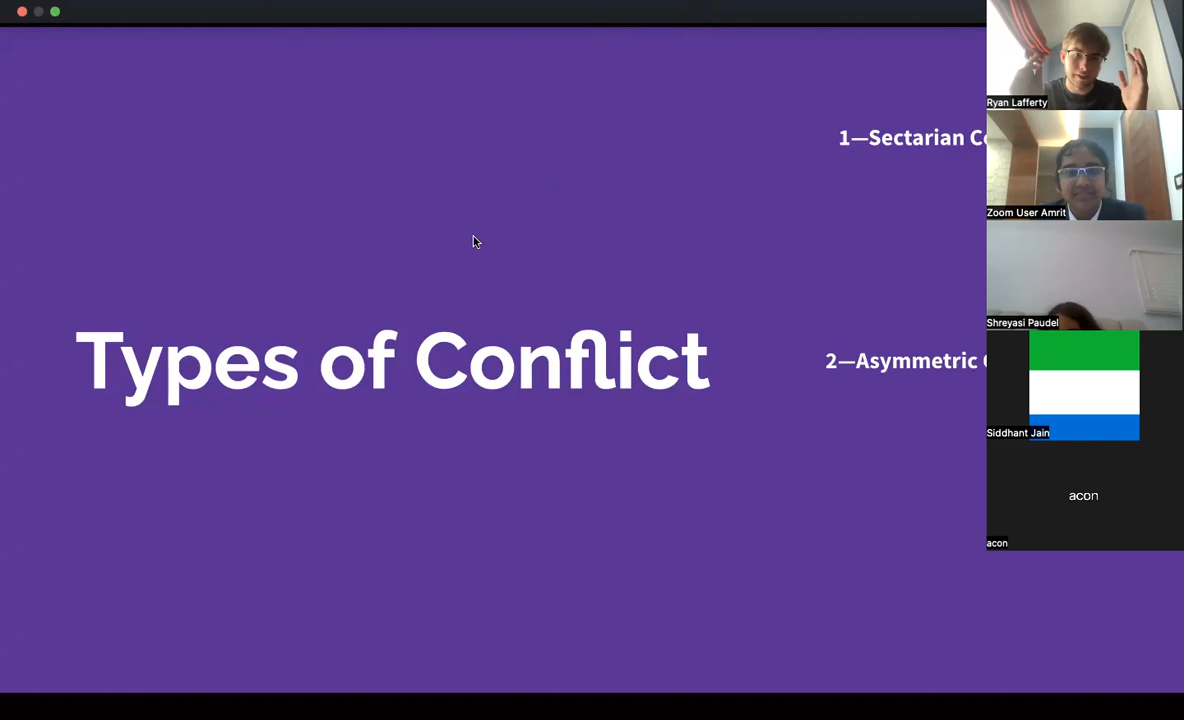 1—Sectarian
Types of Conflict
2—Asymmetric
Ryan Lafferty
Zoom User Amrit
Shreyasi Paudel
Siddhant Jain
acon
acon